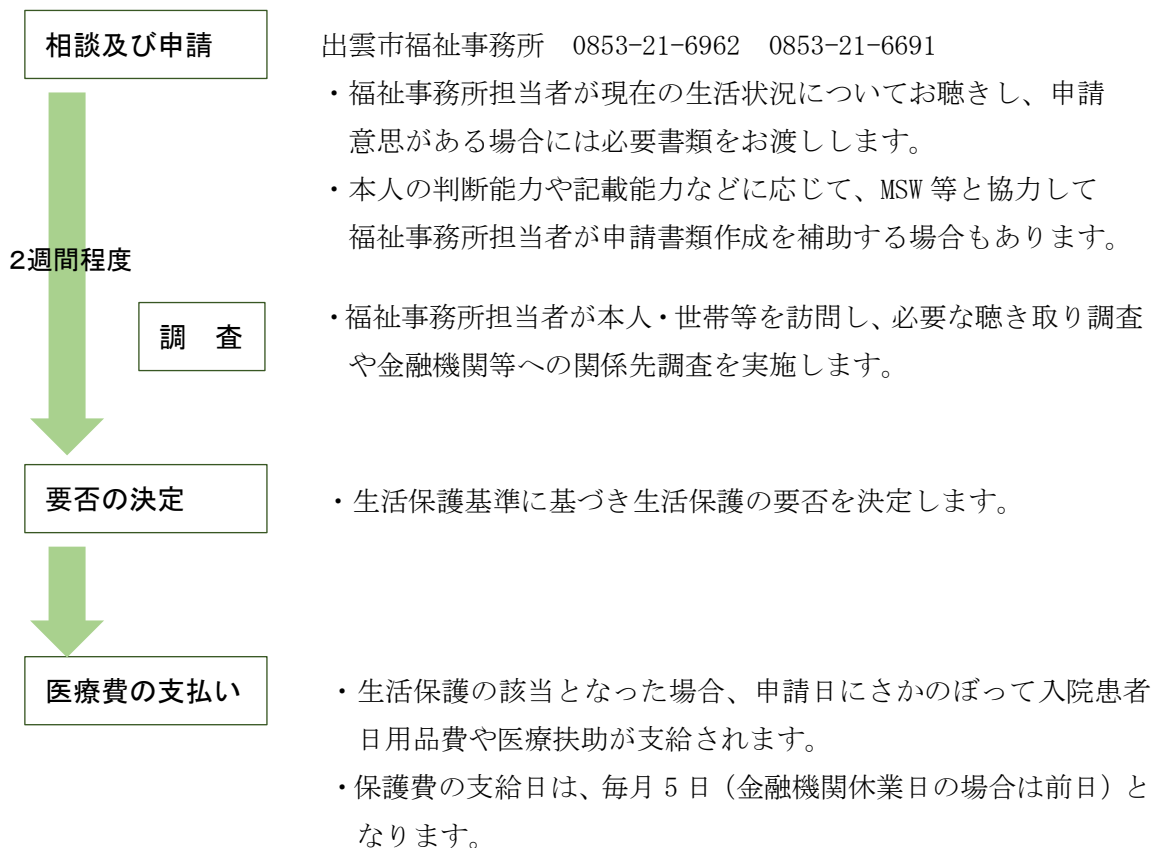 相談及び申請
出雲市福祉事務所　0853-21-6962　0853-21-6691
・福祉事務所担当者が現在の生活状況についてお聴きし、申請
意思がある場合には必要書類をお渡しします。
・本人の判断能力や記載能力などに応じて、MSW 等と協力して
福祉事務所担当者が申請書類作成を補助する場合もあります。
2週間程度
調　査
・福祉事務所担当者が本人・世帯等を訪問し、必要な聴き取り調査
や金融機関等への関係先調査を実施します。
要否の決定
・生活保護基準に基づき生活保護の要否を決定します。
医療費の支払い
・生活保護の該当となった場合、申請日にさかのぼって入院患者
日用品費や医療扶助が支給されます。
・保護費の支給日は、毎月 5 日（金融機関休業日の場合は前日）と
なります。